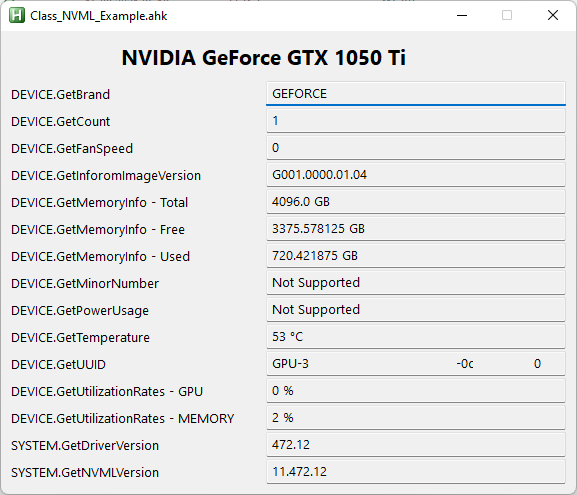 Class_NVML_Example.ahk
NVIDIA GeForce GTX 1050 Ti
DEVICE.GetBrand GEFORCE
DEVICE.GetCount 1
DEVICE.GetFanSpeed 0
DEVICE.GetInforomImageVersion G001.0000.01.04
DEVICE.GetMemoryInfo - Total 4096.0 GB
DEVICE.GetMemoryInfo - Free 3375.578125 GB
DEVICE.GetMemoryInfo - Used 720.421875 GB
DEVICE.GetMinorNumber Not Supported
DEVICE.GetPowerUsage Not Supported
DEVICE.GetTemperature 53 °C
DEVICE.GetUUID GPU-3 -0c 0
DEVICE.GetUtilizationRates - GPU 0 %
DEVICE.GetUtilizationRates - MEMORY 2 %
SYSTEM.GetDriverVersion 472.12
SYSTEM.GetNVMLVersion 11.472.12